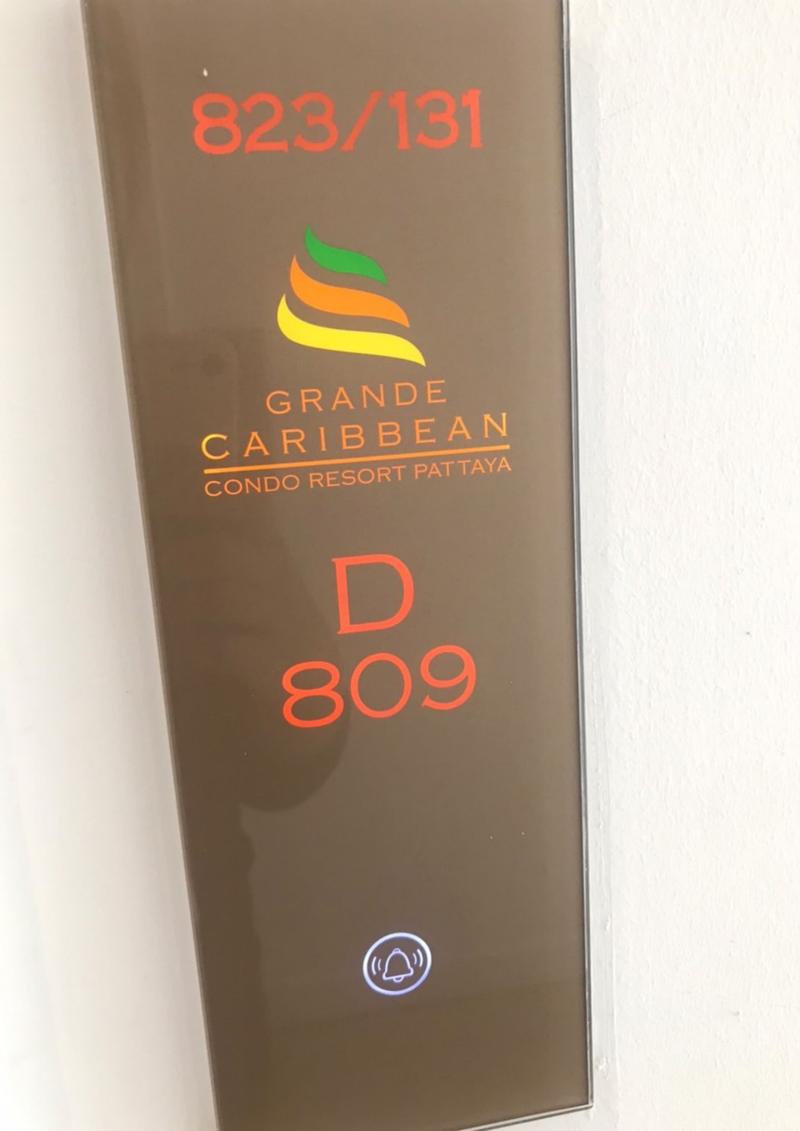 823/131
GRANDE
CARIBBEAN
CONDO RESORT PATTAYA
D
809